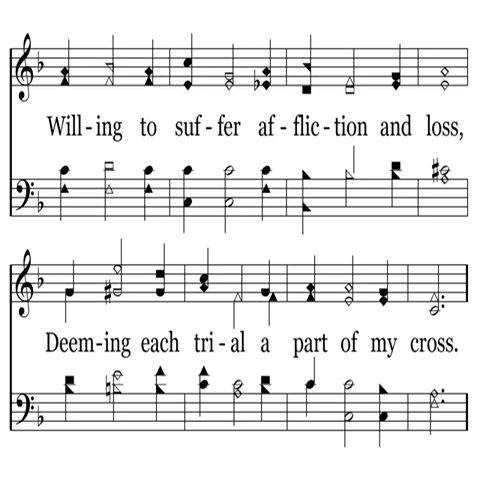 Will-ing to suf-fer af-flic-tion and loss,
Deem-ing each tri-al a part of my cross.